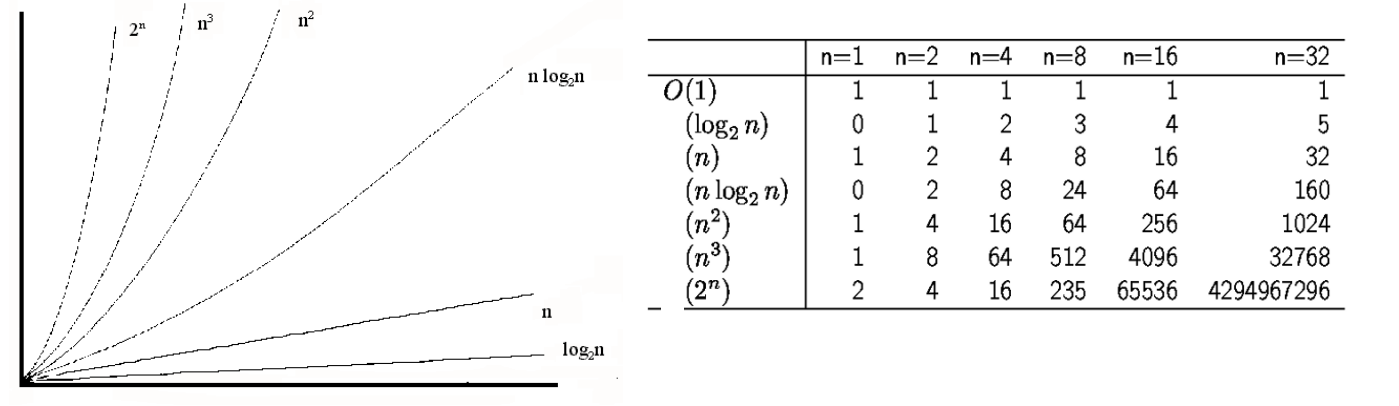 2ⁿ
n³
n²
n log₂n
n
log₂n
n=1 n=2 n=4 n=8 n=16 n=32
O(1) 1 1 1 1 1 1
(log₂ n) 0 1 2 3 4 5
(n) 1 2 4 8 16 32
(n log₂ n) 0 2 8 24 64 160
(n²) 1 4 16 64 256 1024
(n³) 1 8 64 512 4096 32768
(2ⁿ) 2 4 16 235 65536 4294967296